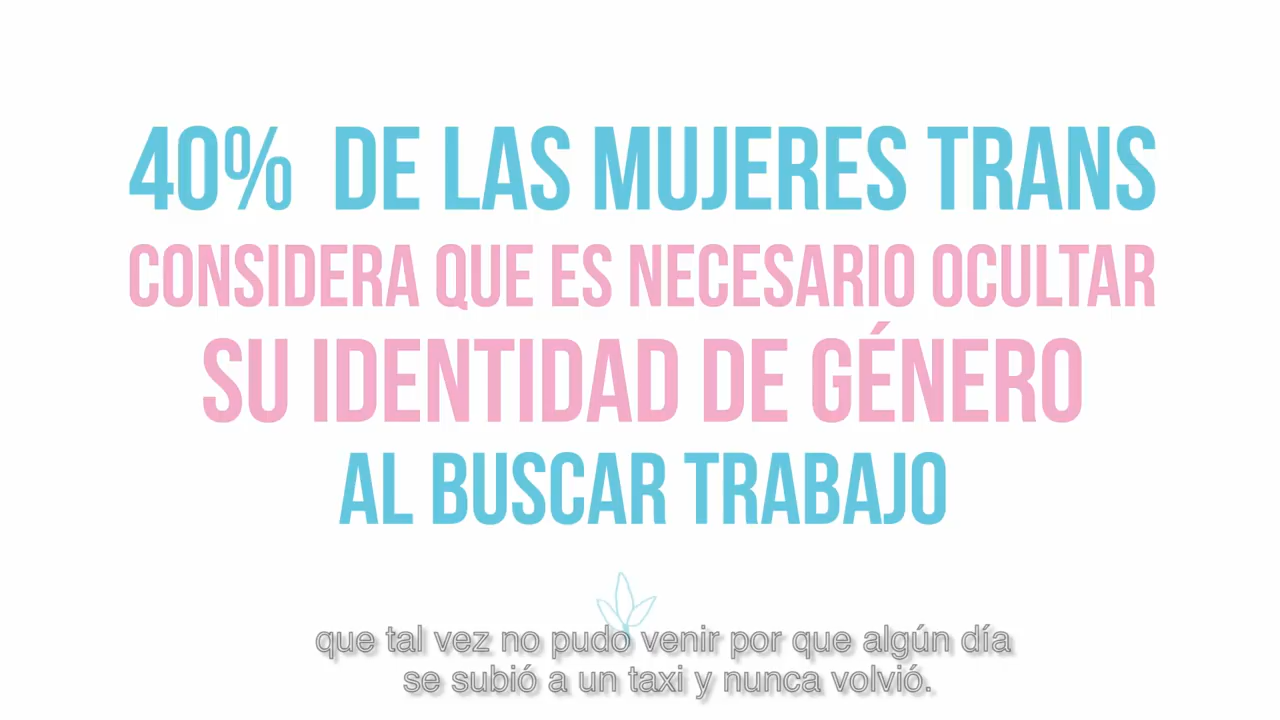 40% DE LAS MUJERES TRANS
CONSIDERA QUE ES NECESARIO OCULTAR
SU IDENTIDAD DE GÉNERO
AL BUSCAR TRABAJO
que tal vez no pudo venir por que algún día
se subió a un taxi y nunca volvió.